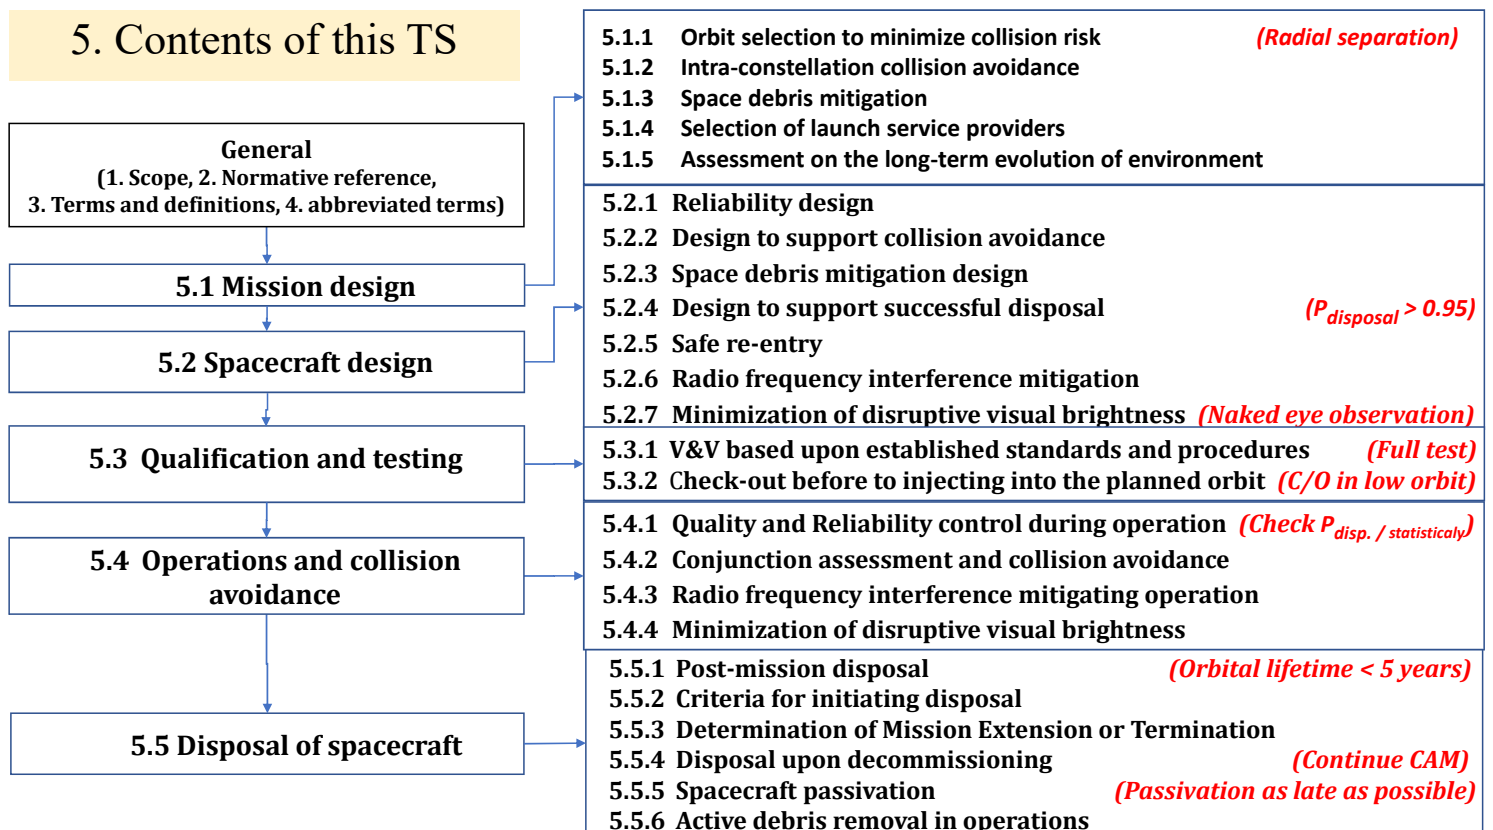 5. Contents of this TS
General
(1. Scope, 2. Normative reference,
3. Terms and definitions, 4. abbreviated terms)
5.1 Mission design
5.2 Spacecraft design
5.3 Qualification and testing
5.4 Operations and collision
avoidance
5.5 Disposal of spacecraft
5.1.1 Orbit selection to minimize collision risk (Radial separation)
5.1.2 Intra-constellation collision avoidance
5.1.3 Space debris mitigation
5.1.4 Selection of launch service providers
5.1.5 Assessment on the long-term evolution of environment
5.2.1 Reliability design
5.2.2 Design to support collision avoidance
5.2.3 Space debris mitigation design
5.2.4 Design to support successful disposal (P disposal > 0.95)
5.2.5 Safe re-entry
5.2.6 Radio frequency interference mitigation
5.2.7 Minimization of disruptive visual brightness (Naked eye observation)
5.3.1 V&V based upon established standards and procedures (Full test)
5.3.2 Check-out before to injecting into the planned orbit (C/O in low orbit)
5.4.1 Quality and Reliability control during operation (Check P disp. / statisticaly)
5.4.2 Conjunction assessment and collision avoidance
5.4.3 Radio frequency interference mitigating operation
5.4.4 Minimization of disruptive visual brightness
5.5.1 Post-mission disposal (Orbital lifetime < 5 years)
5.5.2 Criteria for initiating disposal
5.5.3 Determination of Mission Extension or Termination
5.5.4 Disposal upon decommissioning (Continue CAM)
5.5.5 Spacecraft passivation (Passivation as late as possible)
5.5.6 Active debris removal in operations